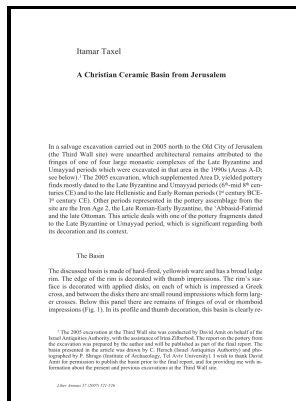 Itamar Taxel
A Christian Ceramic Basin from Jerusalem
In a salvage excavation carried out in 2005 north to the Old City of Jerusalem
(the Third Wall site) were unearthed architectural remains attributed to the
fringes of one of four large monastic complexes of the Late Byzantine and
Umayyad periods which were excavated in that area in the 1990s (Areas A-D;
see below).¹ The 2005 excavation, which supplemented Area D, yielded pottery
finds mostly dated to the Late Byzantine and Umayyad periods (6ᵗʰ-mid 8ᵗʰ cen-
turies CE) and to the late Hellenistic and Early Roman periods (1ˢᵗ century BCE-
1ˢᵗ century CE). Other periods represented in the pottery assemblage from the
site are the Iron Age 2, the Late Roman-Early Byzantine, the ‘Abbasid-Fatimid
and the late Ottoman. This article deals with one of the pottery fragments dated
to the Late Byzantine or Umayyad period, which is significant regarding both
its decoration and its context.
The Basin
The discussed basin is made of hard-fired, yellowish ware and has a broad ledge
rim. The edge of the rim is decorated with thumb impressions. The rim’s sur-
face is decorated with applied disks, on each of which is impressed a Greek
cross, and between the disks there are small round impressions which form larg-
er crosses. Below this panel there are remains of fringes of oval or rhomboid
impressions (Fig. 1). In its profile and thumb decoration, this basin is clearly re-
¹ The 2005 excavation at the Third Wall site was conducted by David Amit on behalf of the
Israel Antiquities Authority, with the assistance of Irina Zilberbod. The report on the pottery from
the excavation was prepared by the author and will be published as part of the final report. The
basin presented in the article was drawn by C. Hersch (Israel Antiquities Authority) and pho-
tographed by P. Shrago (Institute of Archaeology, Tel Aviv University). I wish to thank David
Amit for permission to publish the basin prior to the final report, and for providing me with in-
formation about the present and previous excavations at the Third Wall site.
Liber Annuus 57 (2007) 521-526